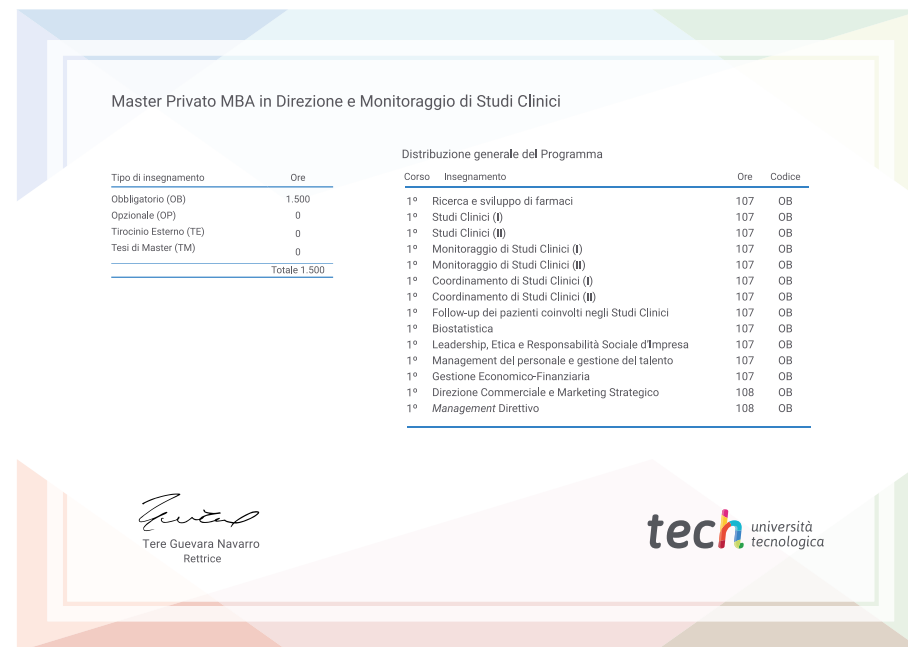 Master Privato MBA in Direzione e Monitoraggio di Studi Clinici
Tipo di insegnamento Ore
Obbligatorio (OB) 1.500
Opzionale (OP) 0
Tirocinio Esterno (TE) 0
Tesi di Master (TM) 0
Totale 1.500
Distribuzione generale del Programma
Corso Insegnamento Ore Codice
1º Ricerca e sviluppo di farmaci 107 OB
1º Studi Clinici (I) 107 OB
1º Studi Clinici (II) 107 OB
1º Monitoraggio di Studi Clinici (I) 107 OB
1º Monitoraggio di Studi Clinici (II) 107 OB
1º Coordinamento di Studi Clinici (I) 107 OB
1º Coordinamento di Studi Clinici (II) 107 OB
1º Follow-up dei pazienti coinvolti negli Studi Clinici 107 OB
1º Biostatistica 107 OB
1º Leadership, Etica e Responsabilità Sociale d'Impresa 107 OB
1º Management del personale e gestione del talento 107 OB
1º Gestione Economico-Finanziaria 107 OB
1º Direzione Commerciale e Marketing Strategico 108 OB
1º Management Direttivo 108 OB
Tere Guevara Navarro
Rettrice
tech università
tecnologica